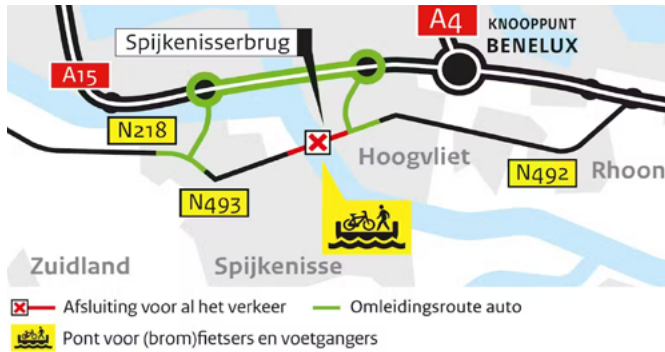 A4
KNOOPPUNT
BENELUX
Spijkenisserbrug
A15
N218
Hoogvliet
N492
Rhoon
N493
Zuidland
Spijkenisse
Afsluiting voor al het verkeer
Omleidingsroute auto
Pont voor (brom)fietsers en voetgangers